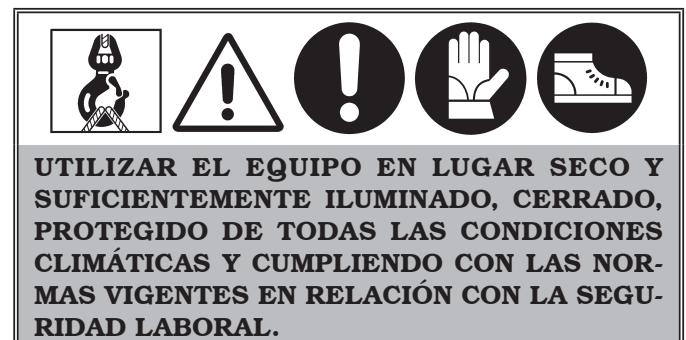 UTILIZAR EL EQUIPO EN LUGAR SECO Y
SUFICIENTEMENTE ILUMINADO, CERRADO,
PROTEGIDO DE TODAS LAS CONDICIONES
CLIMÁTICAS Y CUMPLIENDO CON LAS NOR-
MAS VIGENTES EN RELACIÓN CON LA SEGU-
RIDAD LABORAL.